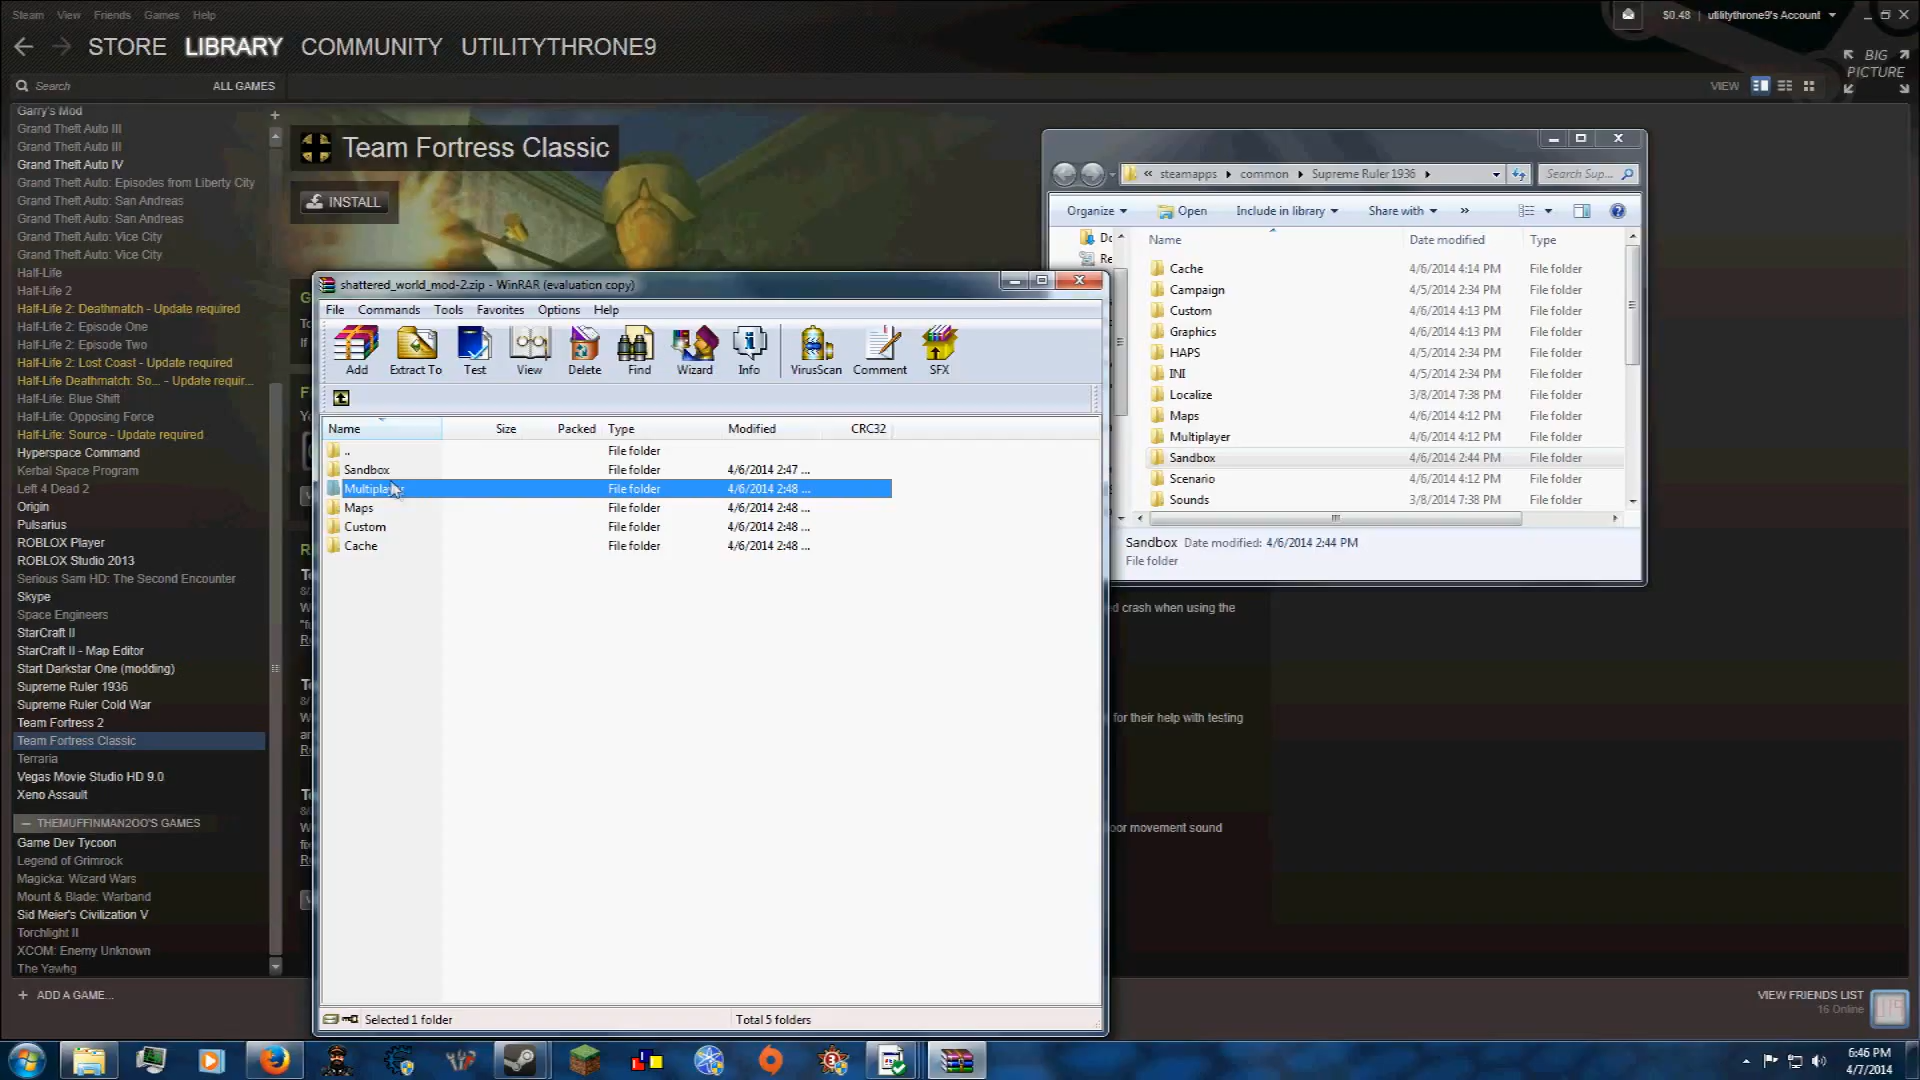 Steam View Friends Games Help
$0.48 utilitythrone9's Account
STORE LIBRARY COMMUNITY UTILITYTHRONE9
BIG PICTURE
Search ALL GAMES
VIEW
Garry's Mod
Grand Theft Auto III
Grand Theft Auto III
Grand Theft Auto IV
Grand Theft Auto: Episodes from Liberty City
Grand Theft Auto: San Andreas
Grand Theft Auto: San Andreas
Grand Theft Auto: Vice City
Grand Theft Auto: Vice City
Half-Life
Half-Life 2
Half-Life 2: Deathmatch - Update required
Half-Life 2: Episode One
Half-Life 2: Episode Two
Half-Life 2: Lost Coast - Update required
Half-Life Deathmatch: So... - Update requir...
Half-Life: Blue Shift
Half-Life: Opposing Force
Half-Life: Source - Update required
Hyperspace Command
Kerbal Space Program
Left 4 Dead 2
Origin
Pulsarius
ROBLOX Player
ROBLOX Studio 2013
Serious Sam HD: The Second Encounter
Skype
Space Engineers
StarCraft II
StarCraft II - Map Editor
Start Darkstar One (modding)
Supreme Ruler 1936
Supreme Ruler Cold War
Team Fortress 2
Team Fortress Classic
Terraria
Vegas Movie Studio HD 9.0
Xeno Assault
— THEMUFFINMAN2OO'S GAMES
Game Dev Tycoon
Legend of Grimrock
Magicka: Wizard Wars
Mount & Blade: Warband
Sid Meier's Civilization V
Torchlight II
XCOM: Enemy Unknown
The Yawhg
+ ADD A GAME...
Team Fortress Classic
INSTALL
shattered_world_mod-2.zip - WinRAR (evaluation copy)
File Commands Tools Favorites Options Help
Add Extract To Test View Delete Find Wizard Info VirusScan Comment SFX
Name Size Packed Type Modified CRC32
.. File folder
Sandbox File folder 4/6/2014 2:47 ...
File folder 4/6/2014 2:48 ...
Maps File folder 4/6/2014 2:48 ...
Custom File folder 4/6/2014 2:48 ...
Cache File folder 4/6/2014 2:48 ...
Selected 1 folder Total 5 folders
« steamapps common Supreme Ruler 1936 Search Sup...
Organize Open Include in library Share with »
Name Date modified Type
Cache 4/6/2014 4:14 PM File folder
Campaign 4/5/2014 2:34 PM File folder
Custom 4/6/2014 4:13 PM File folder
Graphics 4/6/2014 4:13 PM File folder
HAPS 4/5/2014 2:34 PM File folder
INI 4/5/2014 2:34 PM File folder
Localize 3/8/2014 7:38 PM File folder
Maps 4/6/2014 4:12 PM File folder
Multiplayer 4/6/2014 4:12 PM File folder
Sandbox 4/6/2014 2:44 PM File folder
Scenario 4/6/2014 4:12 PM File folder
Sounds 3/8/2014 7:38 PM File folder
Sandbox Date modified: 4/6/2014 2:44 PM
File folder
crash when using the
for their help with testing
movement sound
VIEW FRIENDS LIST
16 Online
6:46 PM
4/7/2014